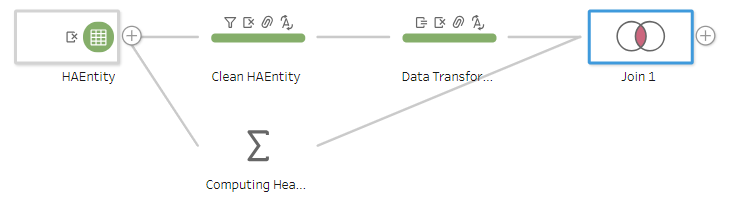 HAEntity
Clean HAEntity
Data Transfor...
Join 1
Computing Hea...